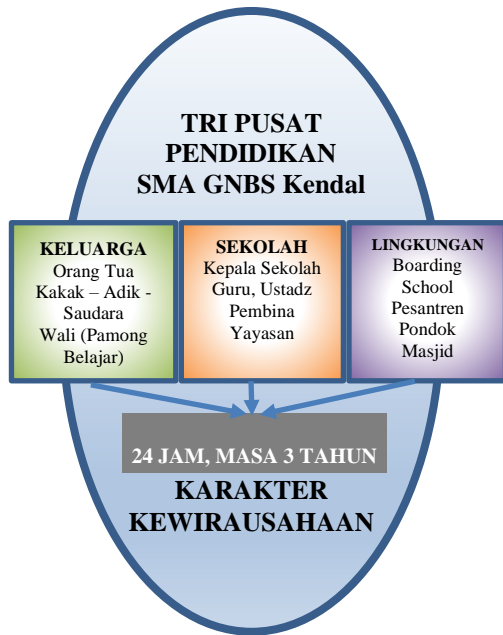 TRI PUSAT
PENDIDIKAN
SMA GNBS Kendal
KELUARGA
Orang Tua
Kakak – Adik -
Saudara
Wali (Pamong
Belajar)
SEKOLAH
Kepala Sekolah
Guru, Ustadz
Pembina
Yayasan
LINGKUNGAN
Boarding
School
Pesantren
Pondok
Masjid
24 JAM, MASA 3 TAHUN
KARAKTER
KEWIRAUSAHAAN